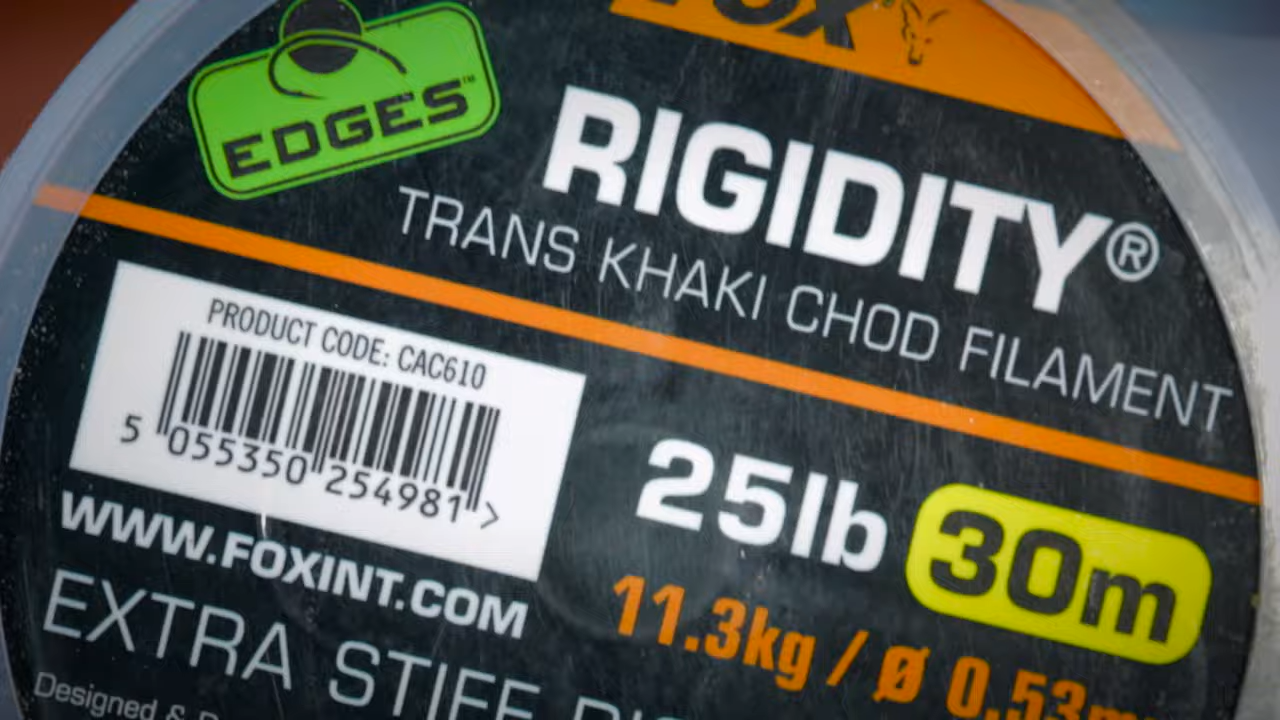 FOX
EDGES™
RIGIDITY®
TRANS KHAKI CHOD FILAMENT
PRODUCT CODE: CAC610
5 055350 254981 >
25lb 30m
WWW.FOXINT.COM
11.3kg / Ø 0.53m
EXTRA STIFF
Designed &